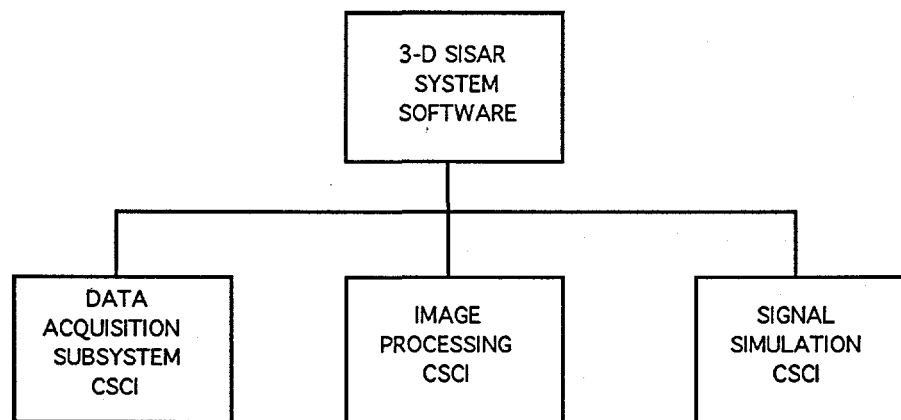 3-D SISAR
SYSTEM
SOFTWARE
DATA
ACQUISITION
SUBSYSTEM
CSCI
IMAGE
PROCESSING
CSCI
SIGNAL
SIMULATION
CSCI